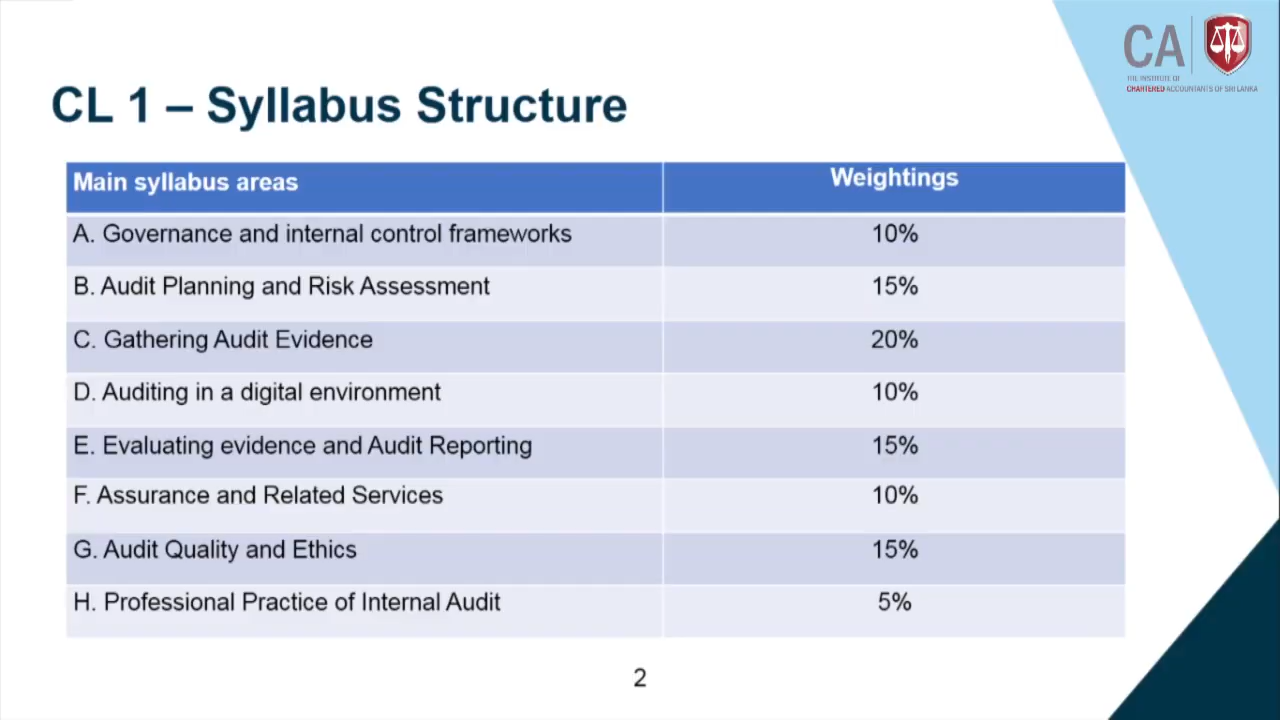 CA
THE INSTITUTE OF
CHARTERED ACCOUNTANTS OF SRI LANKA
CL 1 – Syllabus Structure
Main syllabus areas Weightings
A. Governance and internal control frameworks 10%
B. Audit Planning and Risk Assessment 15%
C. Gathering Audit Evidence 20%
D. Auditing in a digital environment 10%
E. Evaluating evidence and Audit Reporting 15%
F. Assurance and Related Services 10%
G. Audit Quality and Ethics 15%
H. Professional Practice of Internal Audit 5%
2